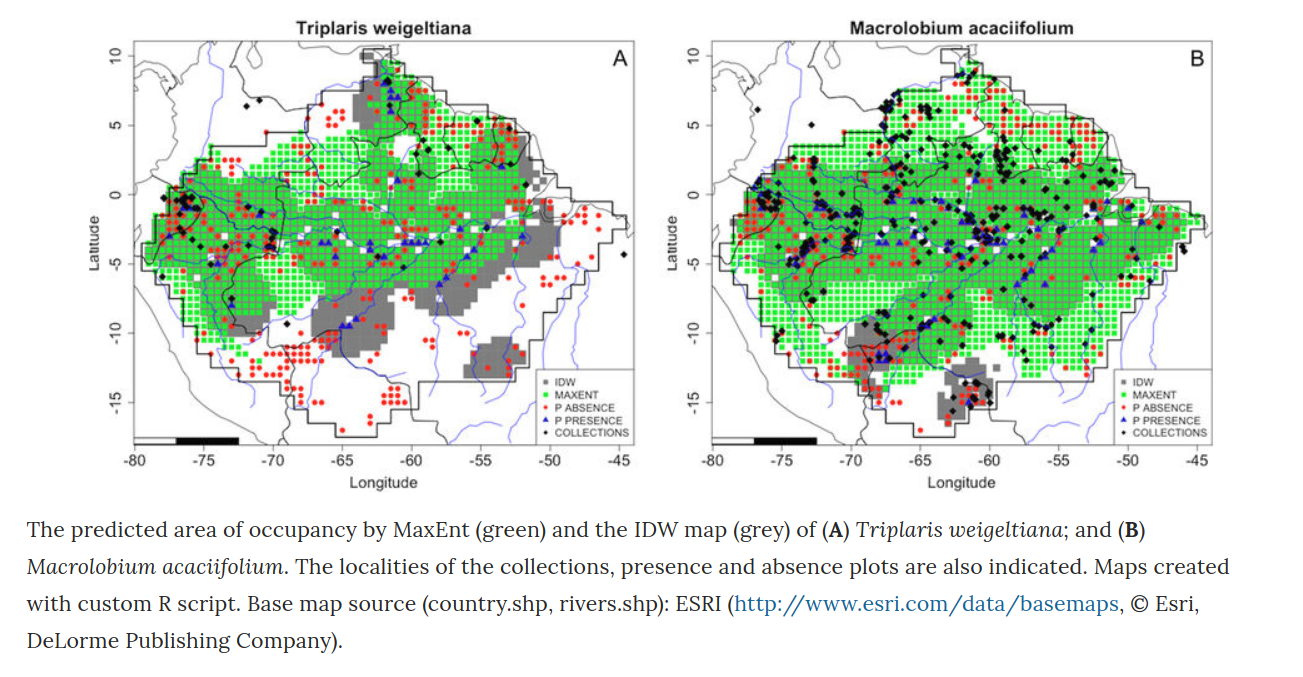 Triplaris weigeltiana
A
10
5
0
-5
-10
-15
Latitude
IDW
MAXENT
P ABSENCE
P PRESENCE
COLLECTIONS
-80 -75 -70 -65 -60 -55 -50 -45
Longitude
Macrolobium acaciifolium
B
10
5
0
-5
-10
-15
Latitude
IDW
MAXENT
P ABSENCE
P PRESENCE
COLLECTIONS
-80 -75 -70 -65 -60 -55 -50 -45
Longitude
The predicted area of occupancy by MaxEnt (green) and the IDW map (grey) of (A) Triplaris weigeltiana; and (B)
Macrolobium acaciifolium. The localities of the collections, presence and absence plots are also indicated. Maps created
with custom R script. Base map source (country.shp, rivers.shp): ESRI (http://www.esri.com/data/basemaps, © Esri,
DeLorme Publishing Company).